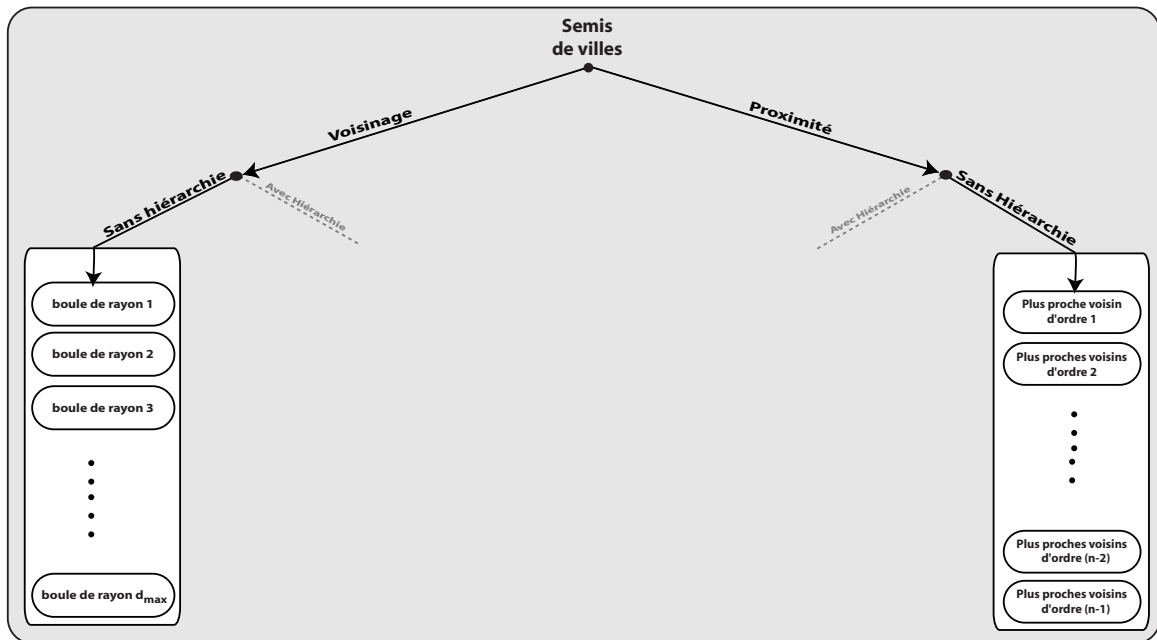 Semis
de villes
Voisinage
Proximité
Sans hiérarchie
Avec Hiérarchie
Avec Hiérarchie
Sans Hiérarchie
boule de rayon 1
boule de rayon 2
boule de rayon 3
boule de rayon dmax
Plus proche voisin
d'ordre 1
Plus proches voisins
d'ordre 2
Plus proches voisins
d'ordre (n-2)
Plus proches voisins
d'ordre (n-1)